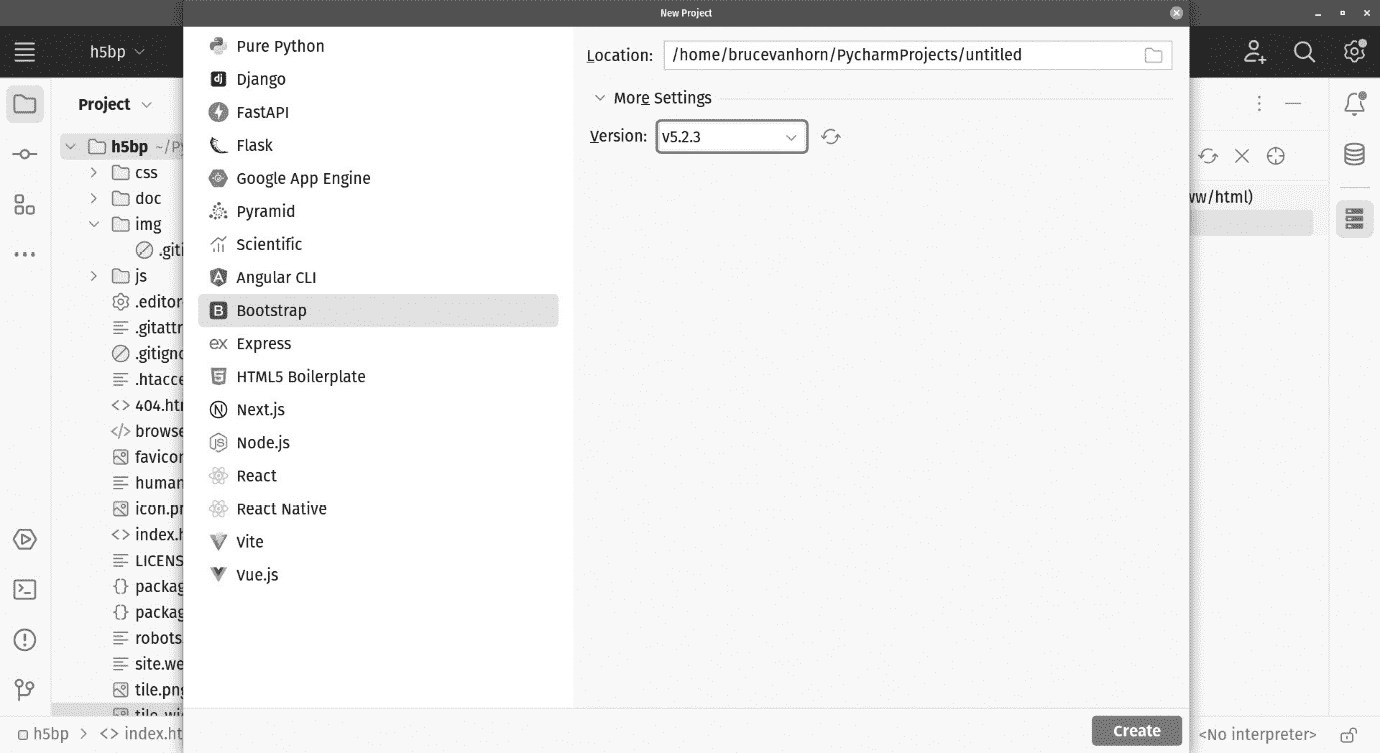 New Project
h5bp
Project
h5bp ~/Py
css
doc
img
.giti
js
.editor
.gitattr
.gitigno
.htacce
404.htm
browse
favicon
human
icon.pn
index.h
LICENS
packag
packag
robots.
site.we
tile.png
tile-wi
Pure Python
Django
FastAPI
Flask
Google App Engine
Pyramid
Scientific
Angular CLI
Bootstrap
Express
HTML5 Boilerplate
Next.js
Node.js
React
React Native
Vite
Vue.js
Location: /home/brucevanhorn/PycharmProjects/untitled
More Settings
Version: v5.2.3
ww/html)
Create
h5bp > <> index.ht
<No interpreter>